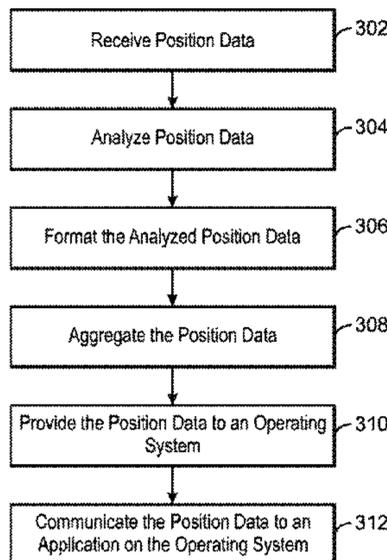 Receive Position Data
302
Analyze Position Data
304
Format the Analyzed Position Data
306
Aggregate the Position Data
308
Provide the Position Data to an Operating
System
310
Communicate the Position Data to an
Application on the Operating System
312